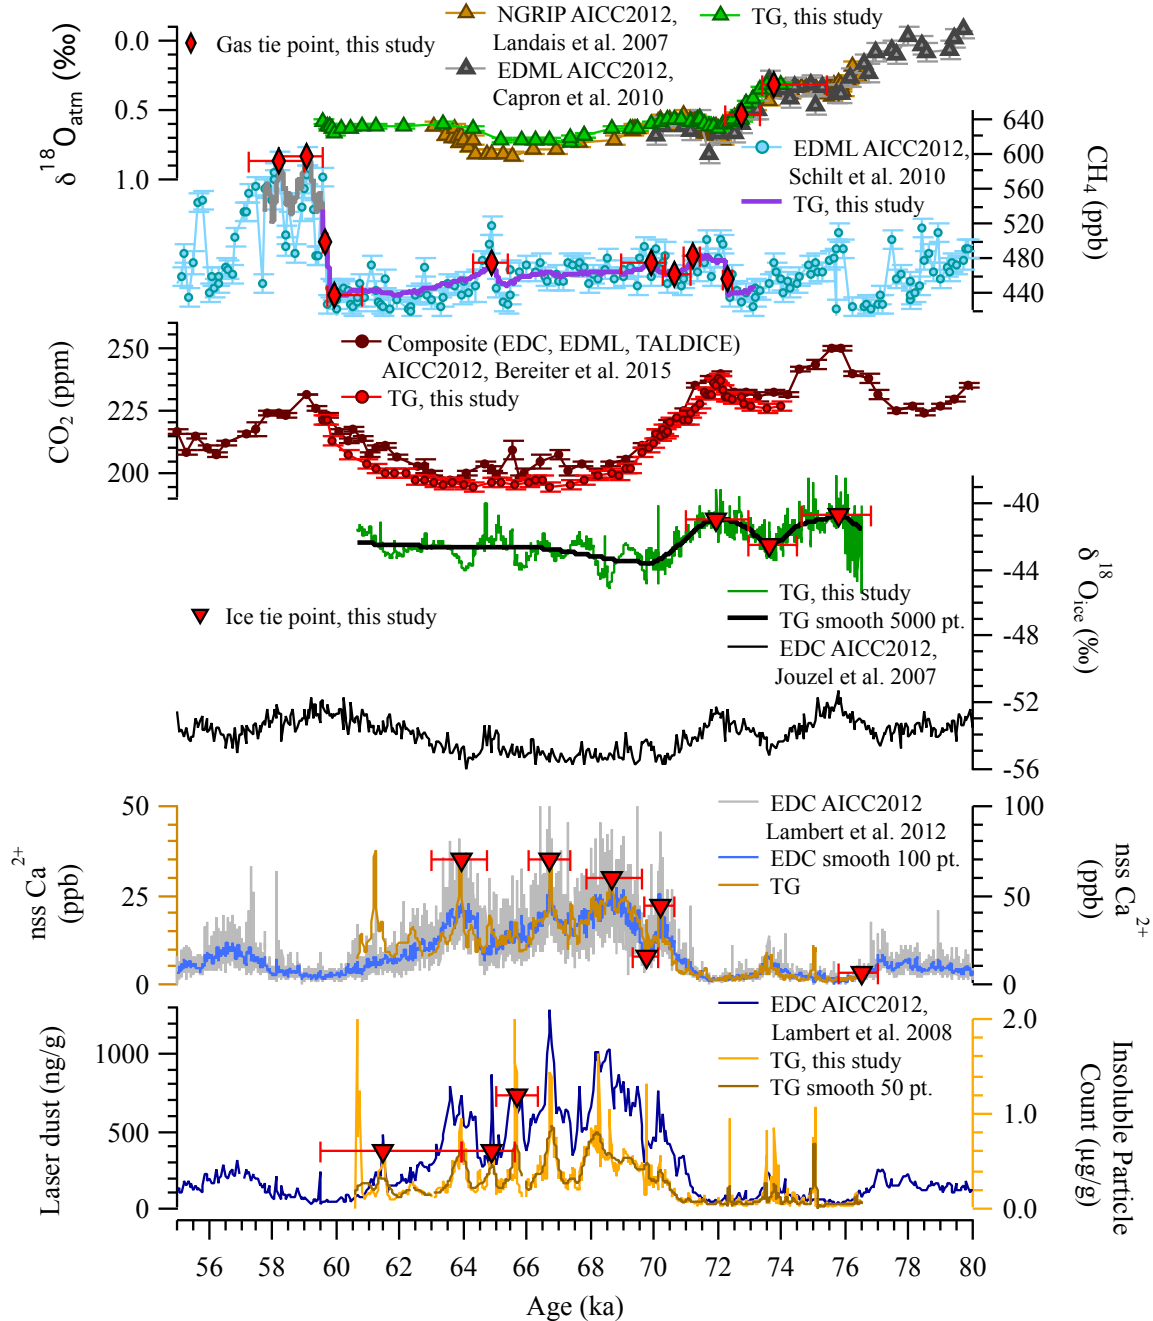 NGRIP AICC2012,
Landais et al. 2007
TG, this study
Gas tie point, this study
EDML AICC2012,
Capron et al. 2010
δ 18Oatm (‰)
0.0
0.5
1.0
640
600
560
520
480
440
CH4 (ppb)
EDML AICC2012,
Schilt et al. 2010
TG, this study
CO2 (ppm)
250
225
200
Composite (EDC, EDML, TALDICE)
AICC2012, Bereiter et al. 2015
TG, this study
-40
-44
-48
-52
-56
δ 18Oice (‰)
Ice tie point, this study
TG, this study
TG smooth 5000 pt.
EDC AICC2012,
Jouzel et al. 2007
nss Ca2+
(ppb)
50
25
0
EDC AICC2012
Lambert et al. 2012
EDC smooth 100 pt.
TG
100
50
0
nss Ca2+
(ppb)
Laser dust (ng/g)
1000
500
0
EDC AICC2012,
Lambert et al. 2008
TG, this study
TG smooth 50 pt.
2.0
1.0
0.0
Insoluble Particle
Count (µg/g)
56 58 60 62 64 66 68 70 72 74 76 78 80
Age (ka)